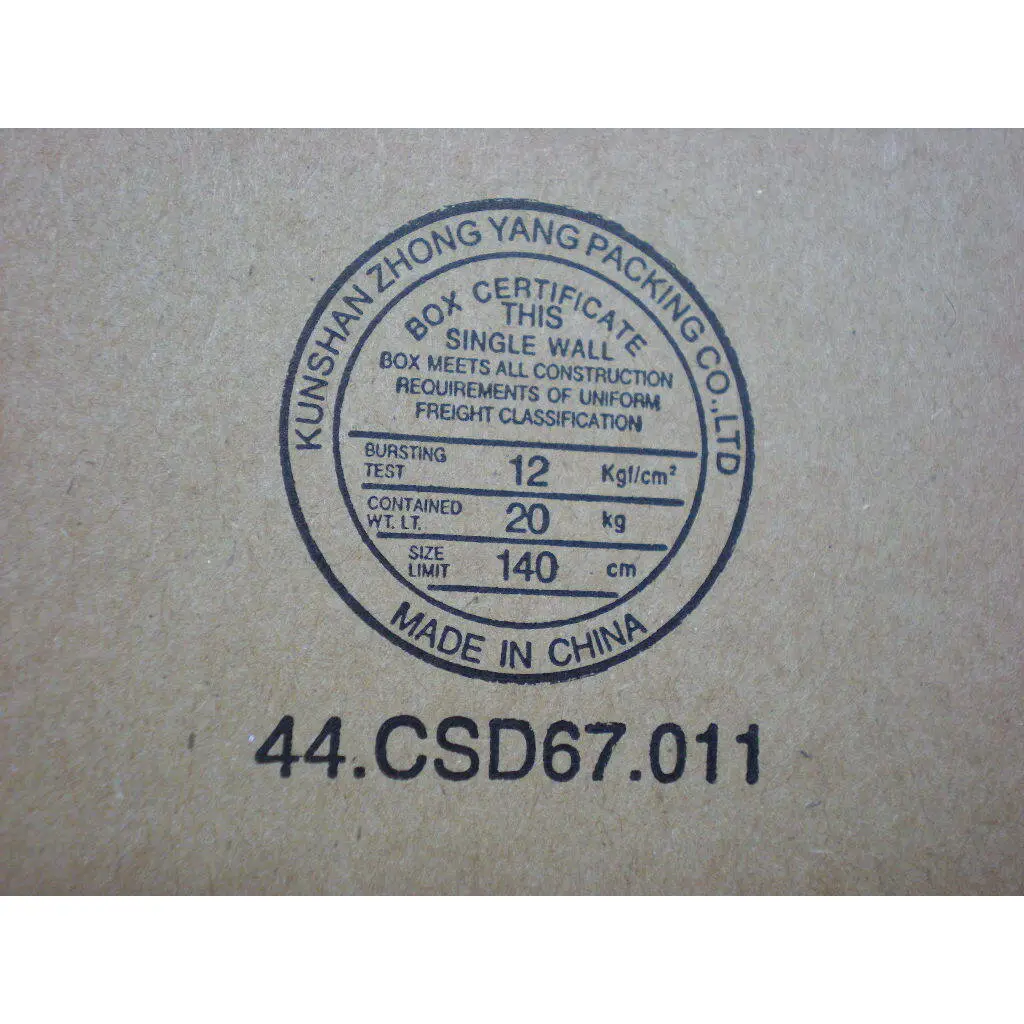 KUNSHAN ZHONG YANG PACKING CO.,LTD
BOX CERTIFICATE
THIS
SINGLE WALL
BOX MEETS ALL CONSTRUCTION
REQUIREMENTS OF UNIFORM
FREIGHT CLASSIFICATION
BURSTING TEST 12 Kgf/cm²
CONTAINED WT. LT. 20 kg
SIZE LIMIT 140 cm
MADE IN CHINA
44.CSD67.011